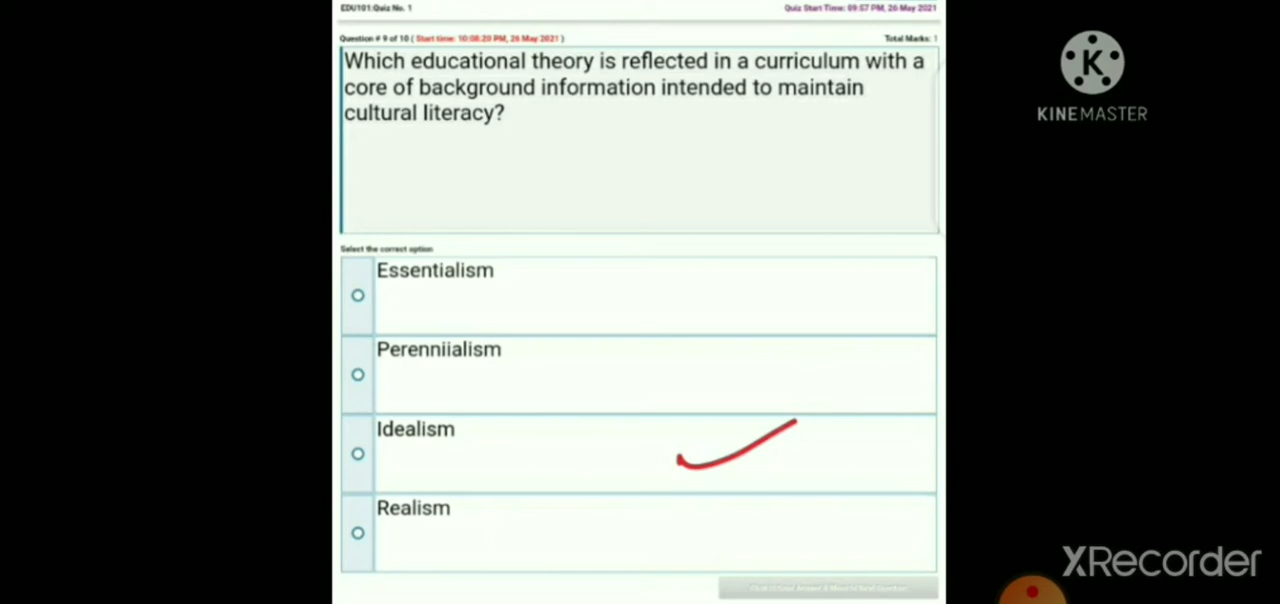 EDU101:Quiz No. 1
Quiz Start Time: 09:57 PM, 26 May 2021
Question # 9 of 10 ( Start time: 10:08:20 PM, 26 May 2021 )
Total Marks: 1
Which educational theory is reflected in a curriculum with a
core of background information intended to maintain
cultural literacy?
K
KINEMASTER
Select the correct option
Essentialism
Perenniialism
Idealism
Realism
XRecorder